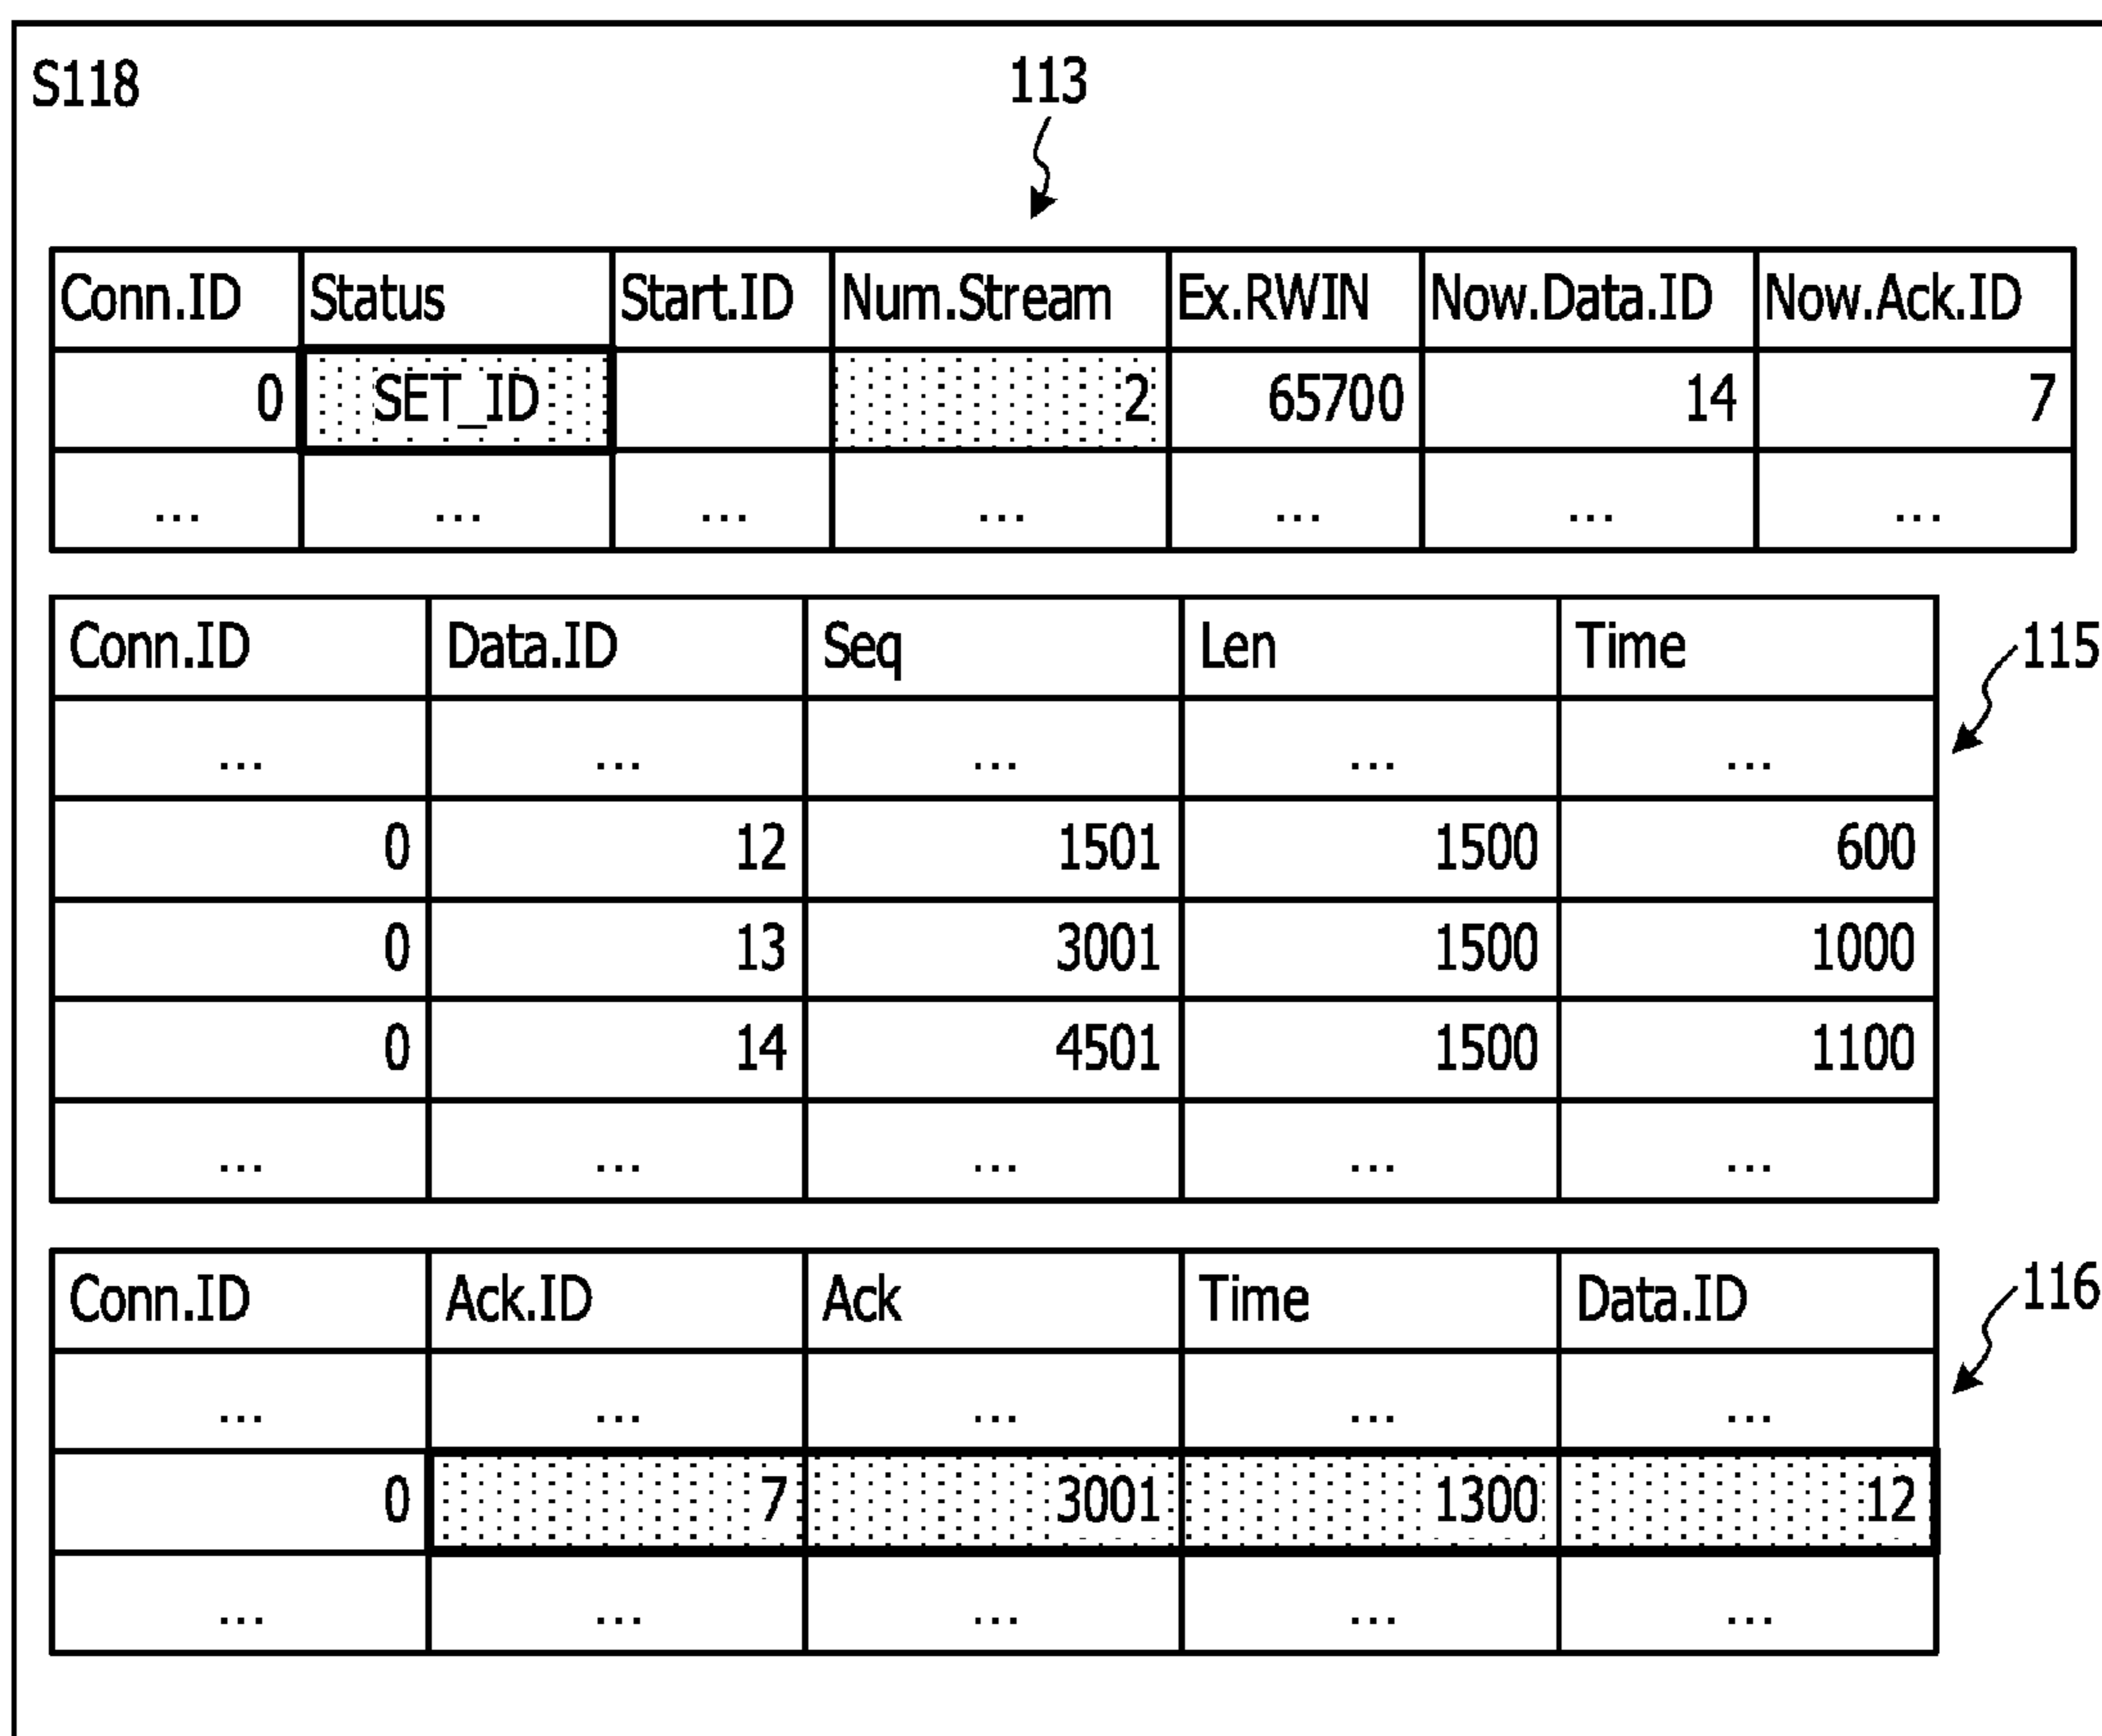 S118
113
Conn.ID Status Start.ID Num.Stream Ex.RWIN Now.Data.ID Now.Ack.ID
0 SET_ID 2 65700 14 7
... ... ... ... ... ... ...
Conn.ID Data.ID Seq Len Time
115
... ... ... ... ...
0 12 1501 1500 600
0 13 3001 1500 1000
0 14 4501 1500 1100
... ... ... ... ...
Conn.ID Ack.ID Ack Time Data.ID
116
... ... ... ... ...
0 7 3001 1300 12
... ... ... ... ...